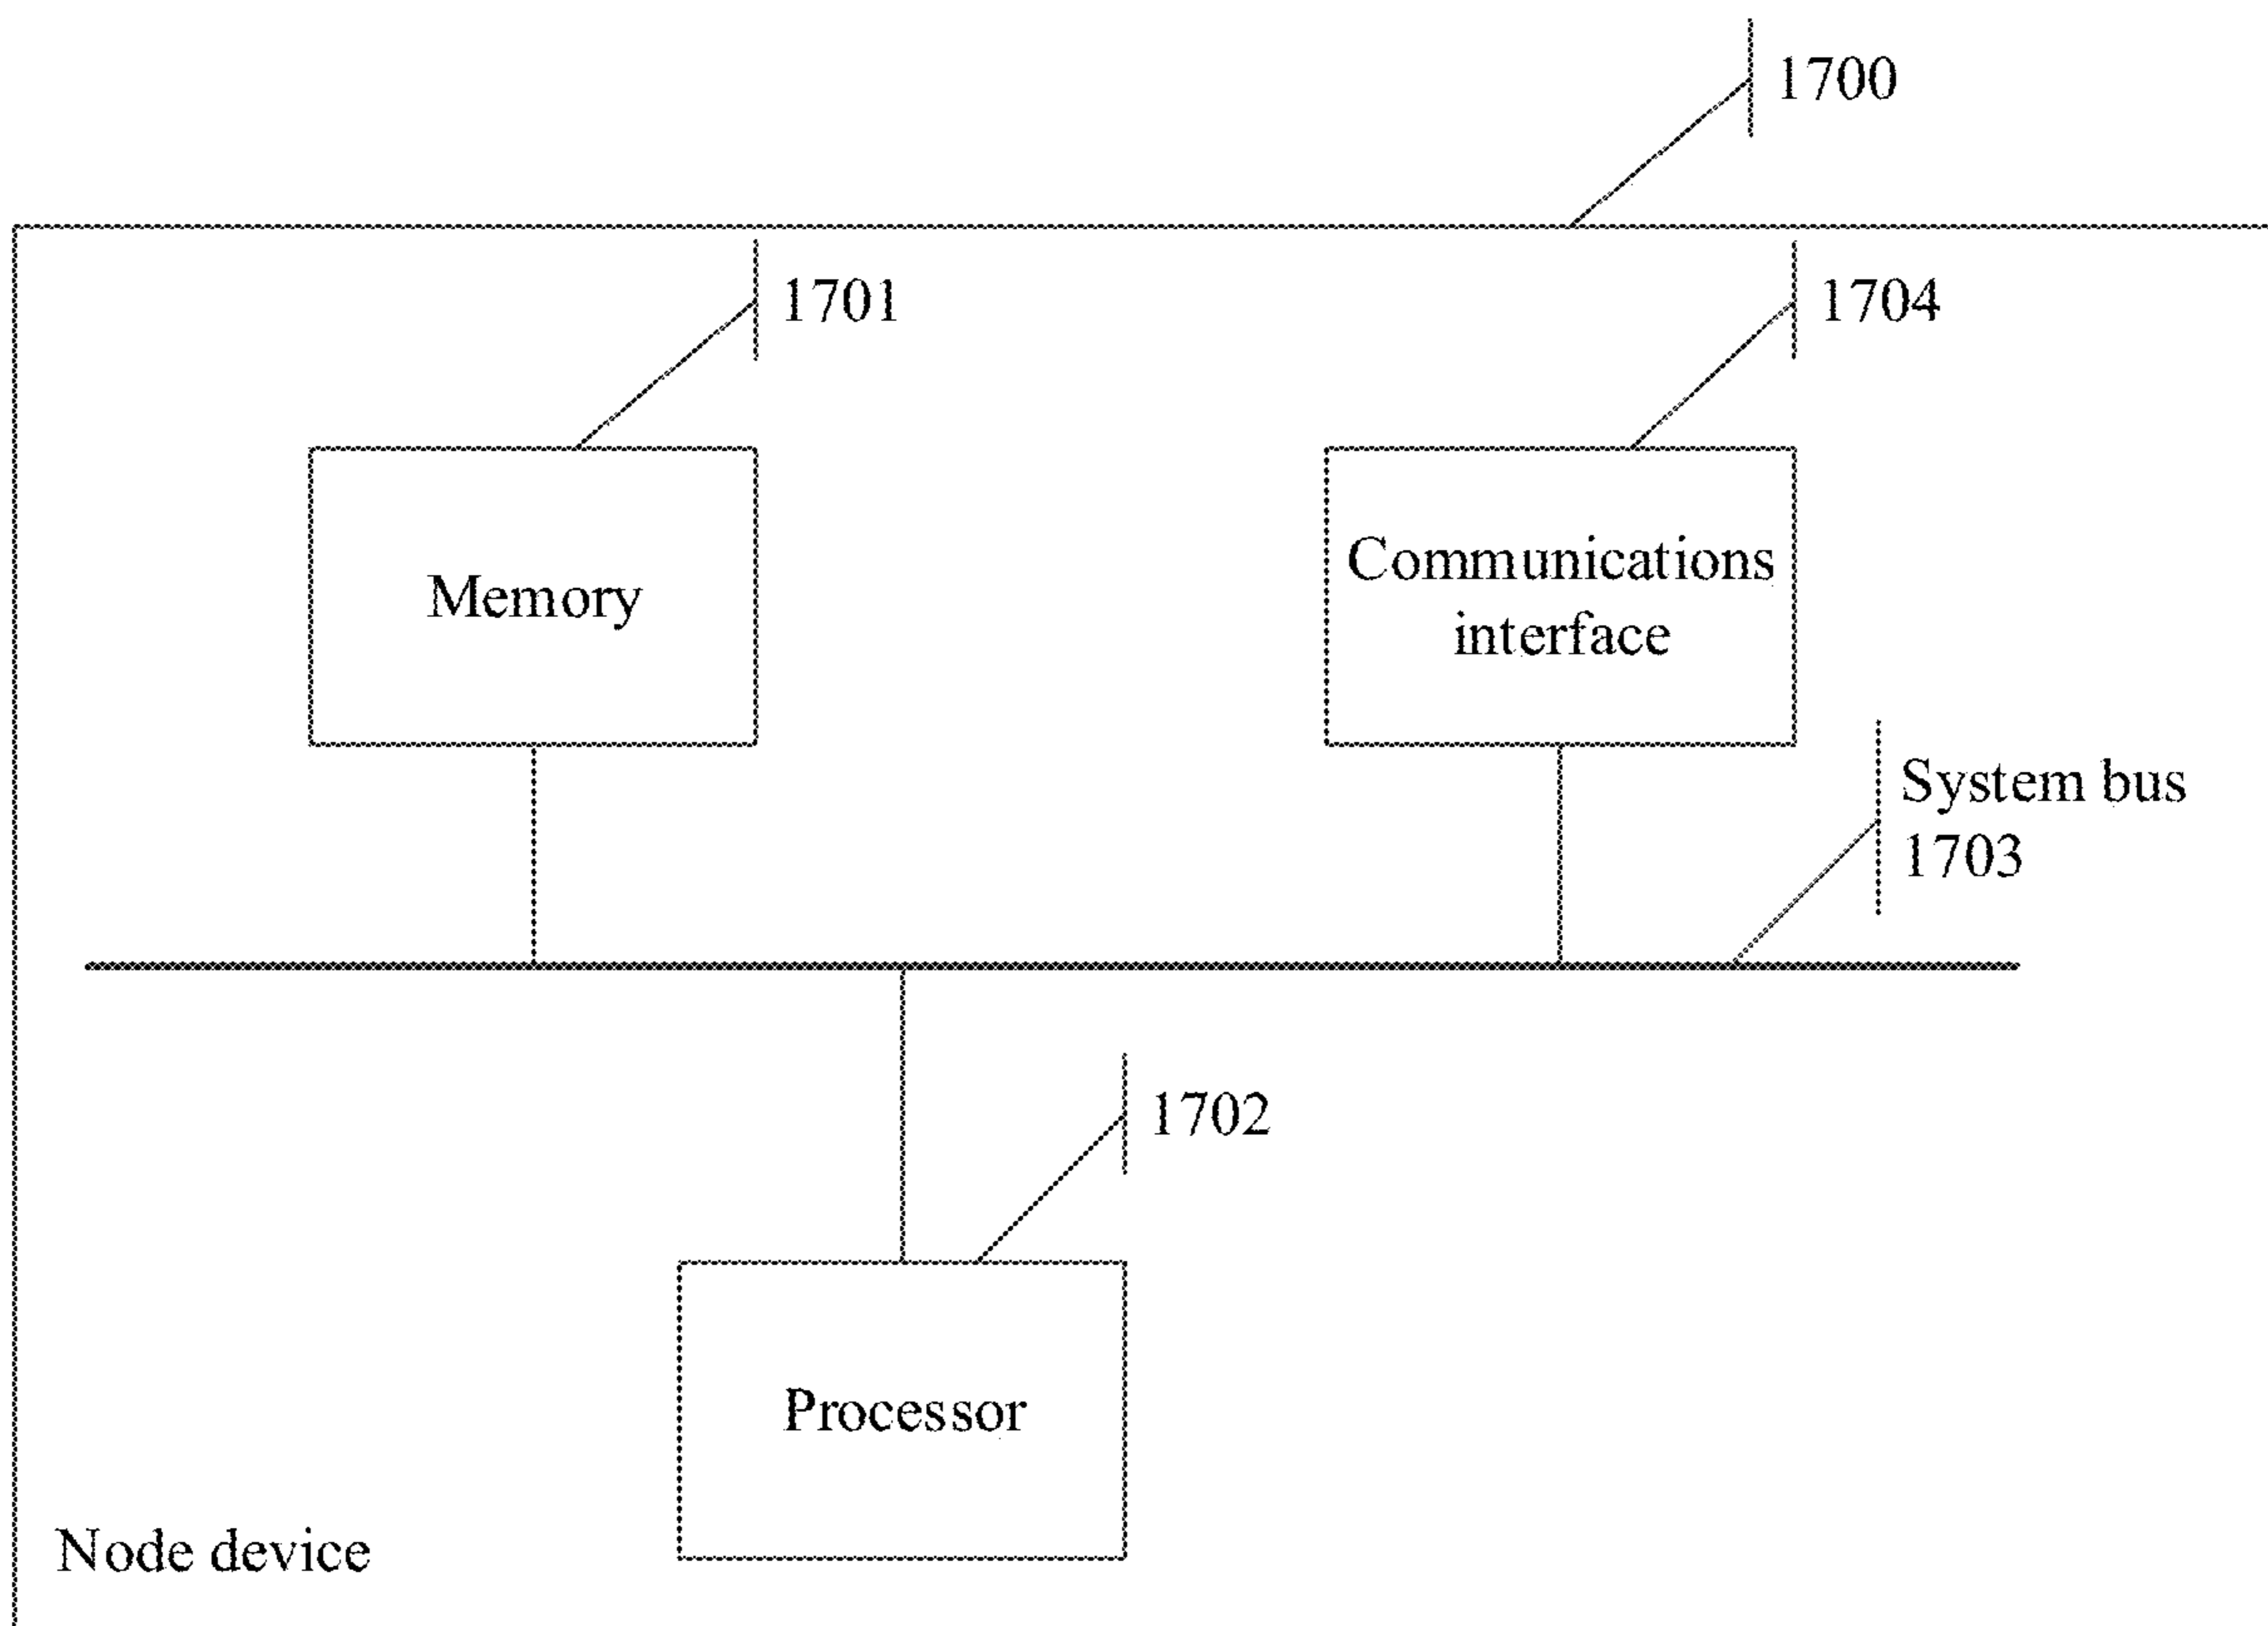 1700
1701
1704
Memory
Communications
interface
System bus
1703
1702
Processor
Node device